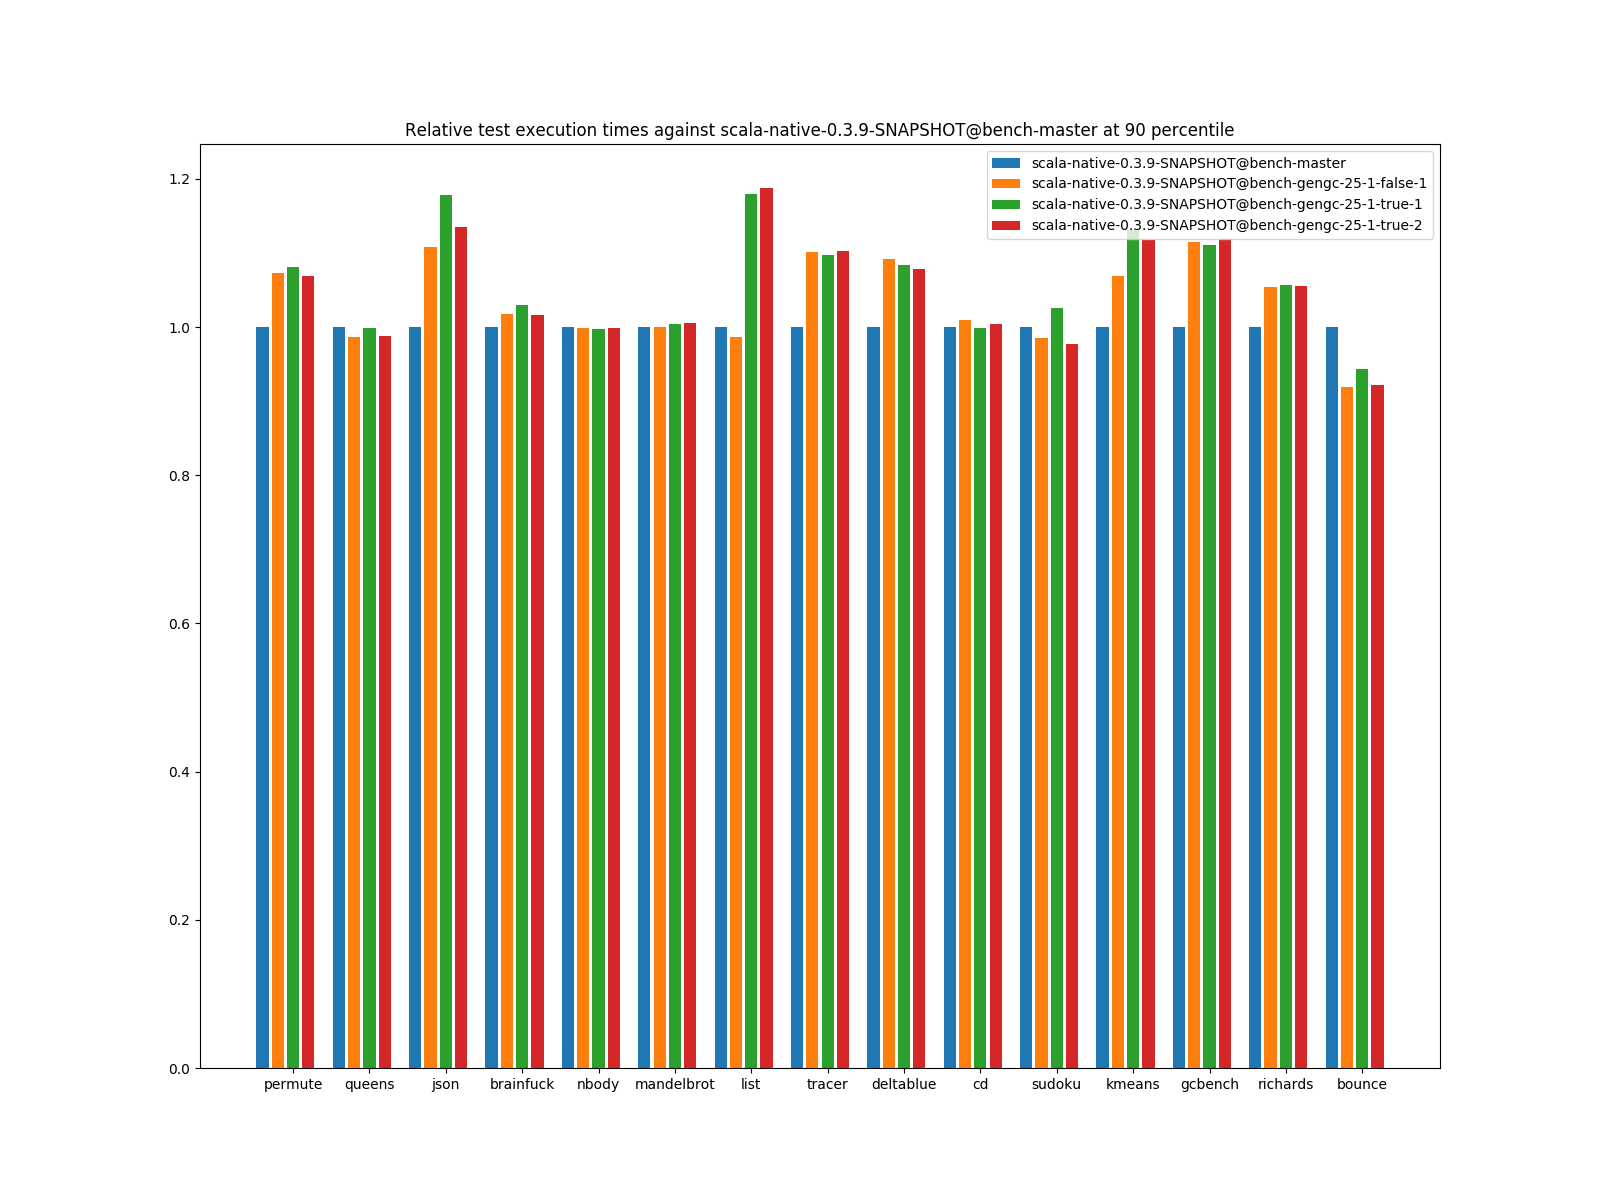 Relative test execution times against scala-native-0.3.9-SNAPSHOT@bench-master at 90 percentile
scala-native-0.3.9-SNAPSHOT@bench-master
scala-native-0.3.9-SNAPSHOT@bench-gengc-25-1-false-1
scala-native-0.3.9-SNAPSHOT@bench-gengc-25-1-true-1
scala-native-0.3.9-SNAPSHOT@bench-gengc-25-1-true-2
1.2
1.0
0.8
0.6
0.4
0.2
0.0
permute queens json brainfuck nbody mandelbrot list tracer deltablue cd sudoku kmeans gcbench richards bounce